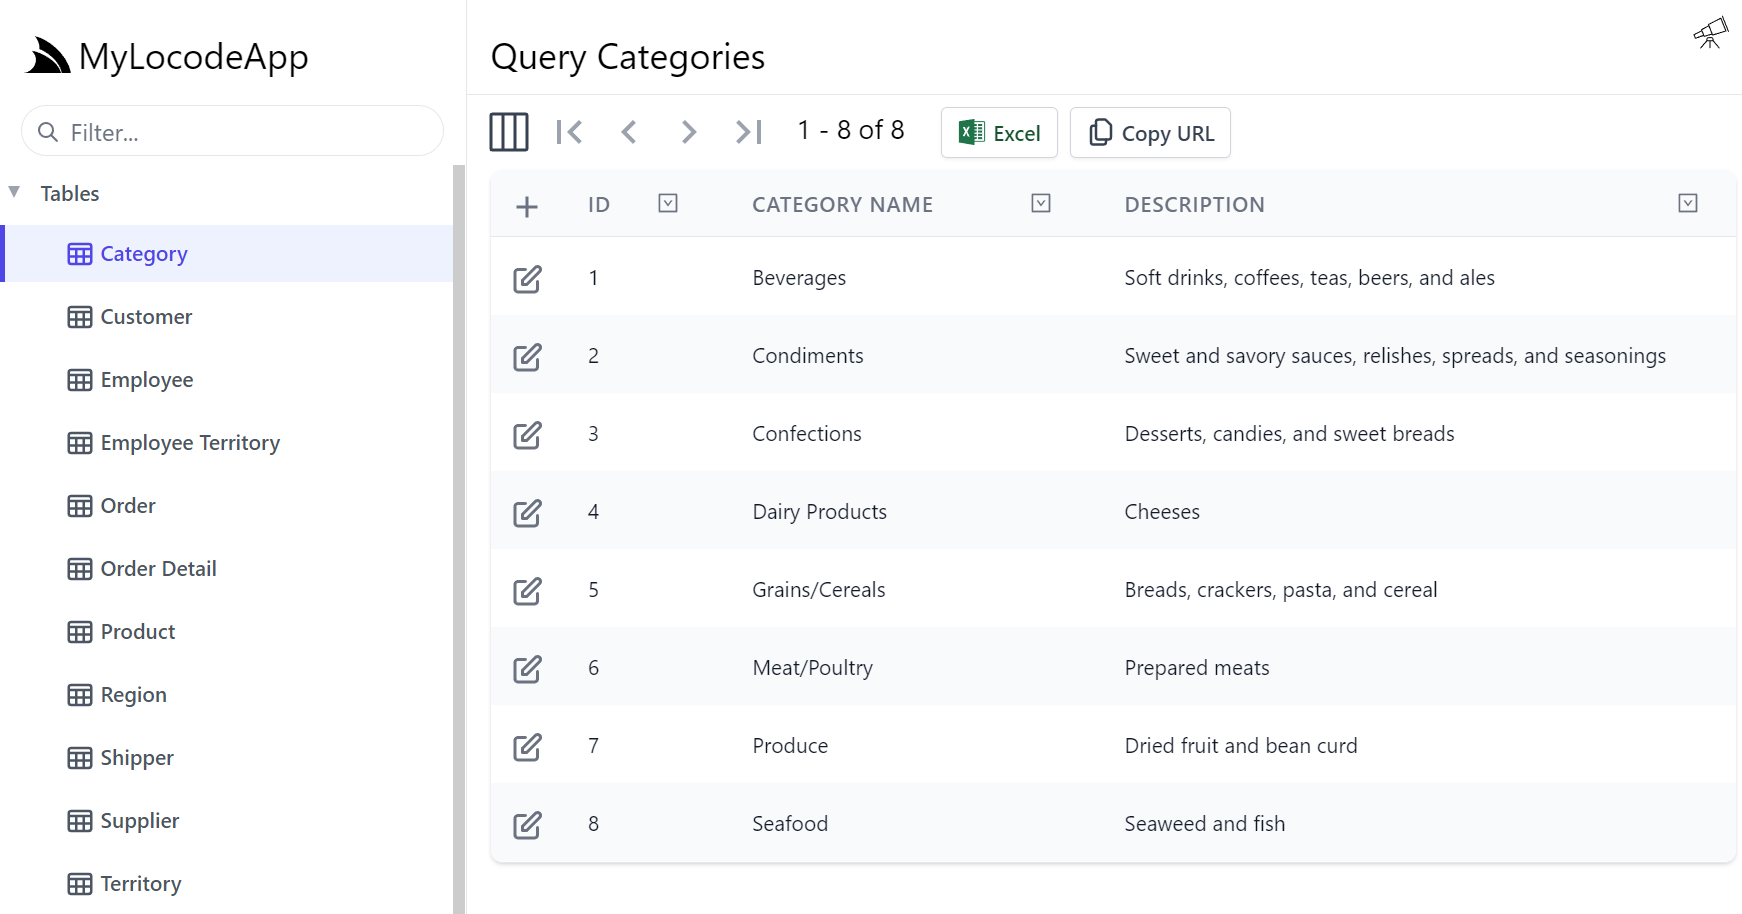 MyLocodeApp
Filter...
Tables
Category
Customer
Employee
Employee Territory
Order
Order Detail
Product
Region
Shipper
Supplier
Territory
Query Categories
1 - 8 of 8 Excel Copy URL
ID CATEGORY NAME DESCRIPTION
1 Beverages Soft drinks, coffees, teas, beers, and ales
2 Condiments Sweet and savory sauces, relishes, spreads, and seasonings
3 Confections Desserts, candies, and sweet breads
4 Dairy Products Cheeses
5 Grains/Cereals Breads, crackers, pasta, and cereal
6 Meat/Poultry Prepared meats
7 Produce Dried fruit and bean curd
8 Seafood Seaweed and fish